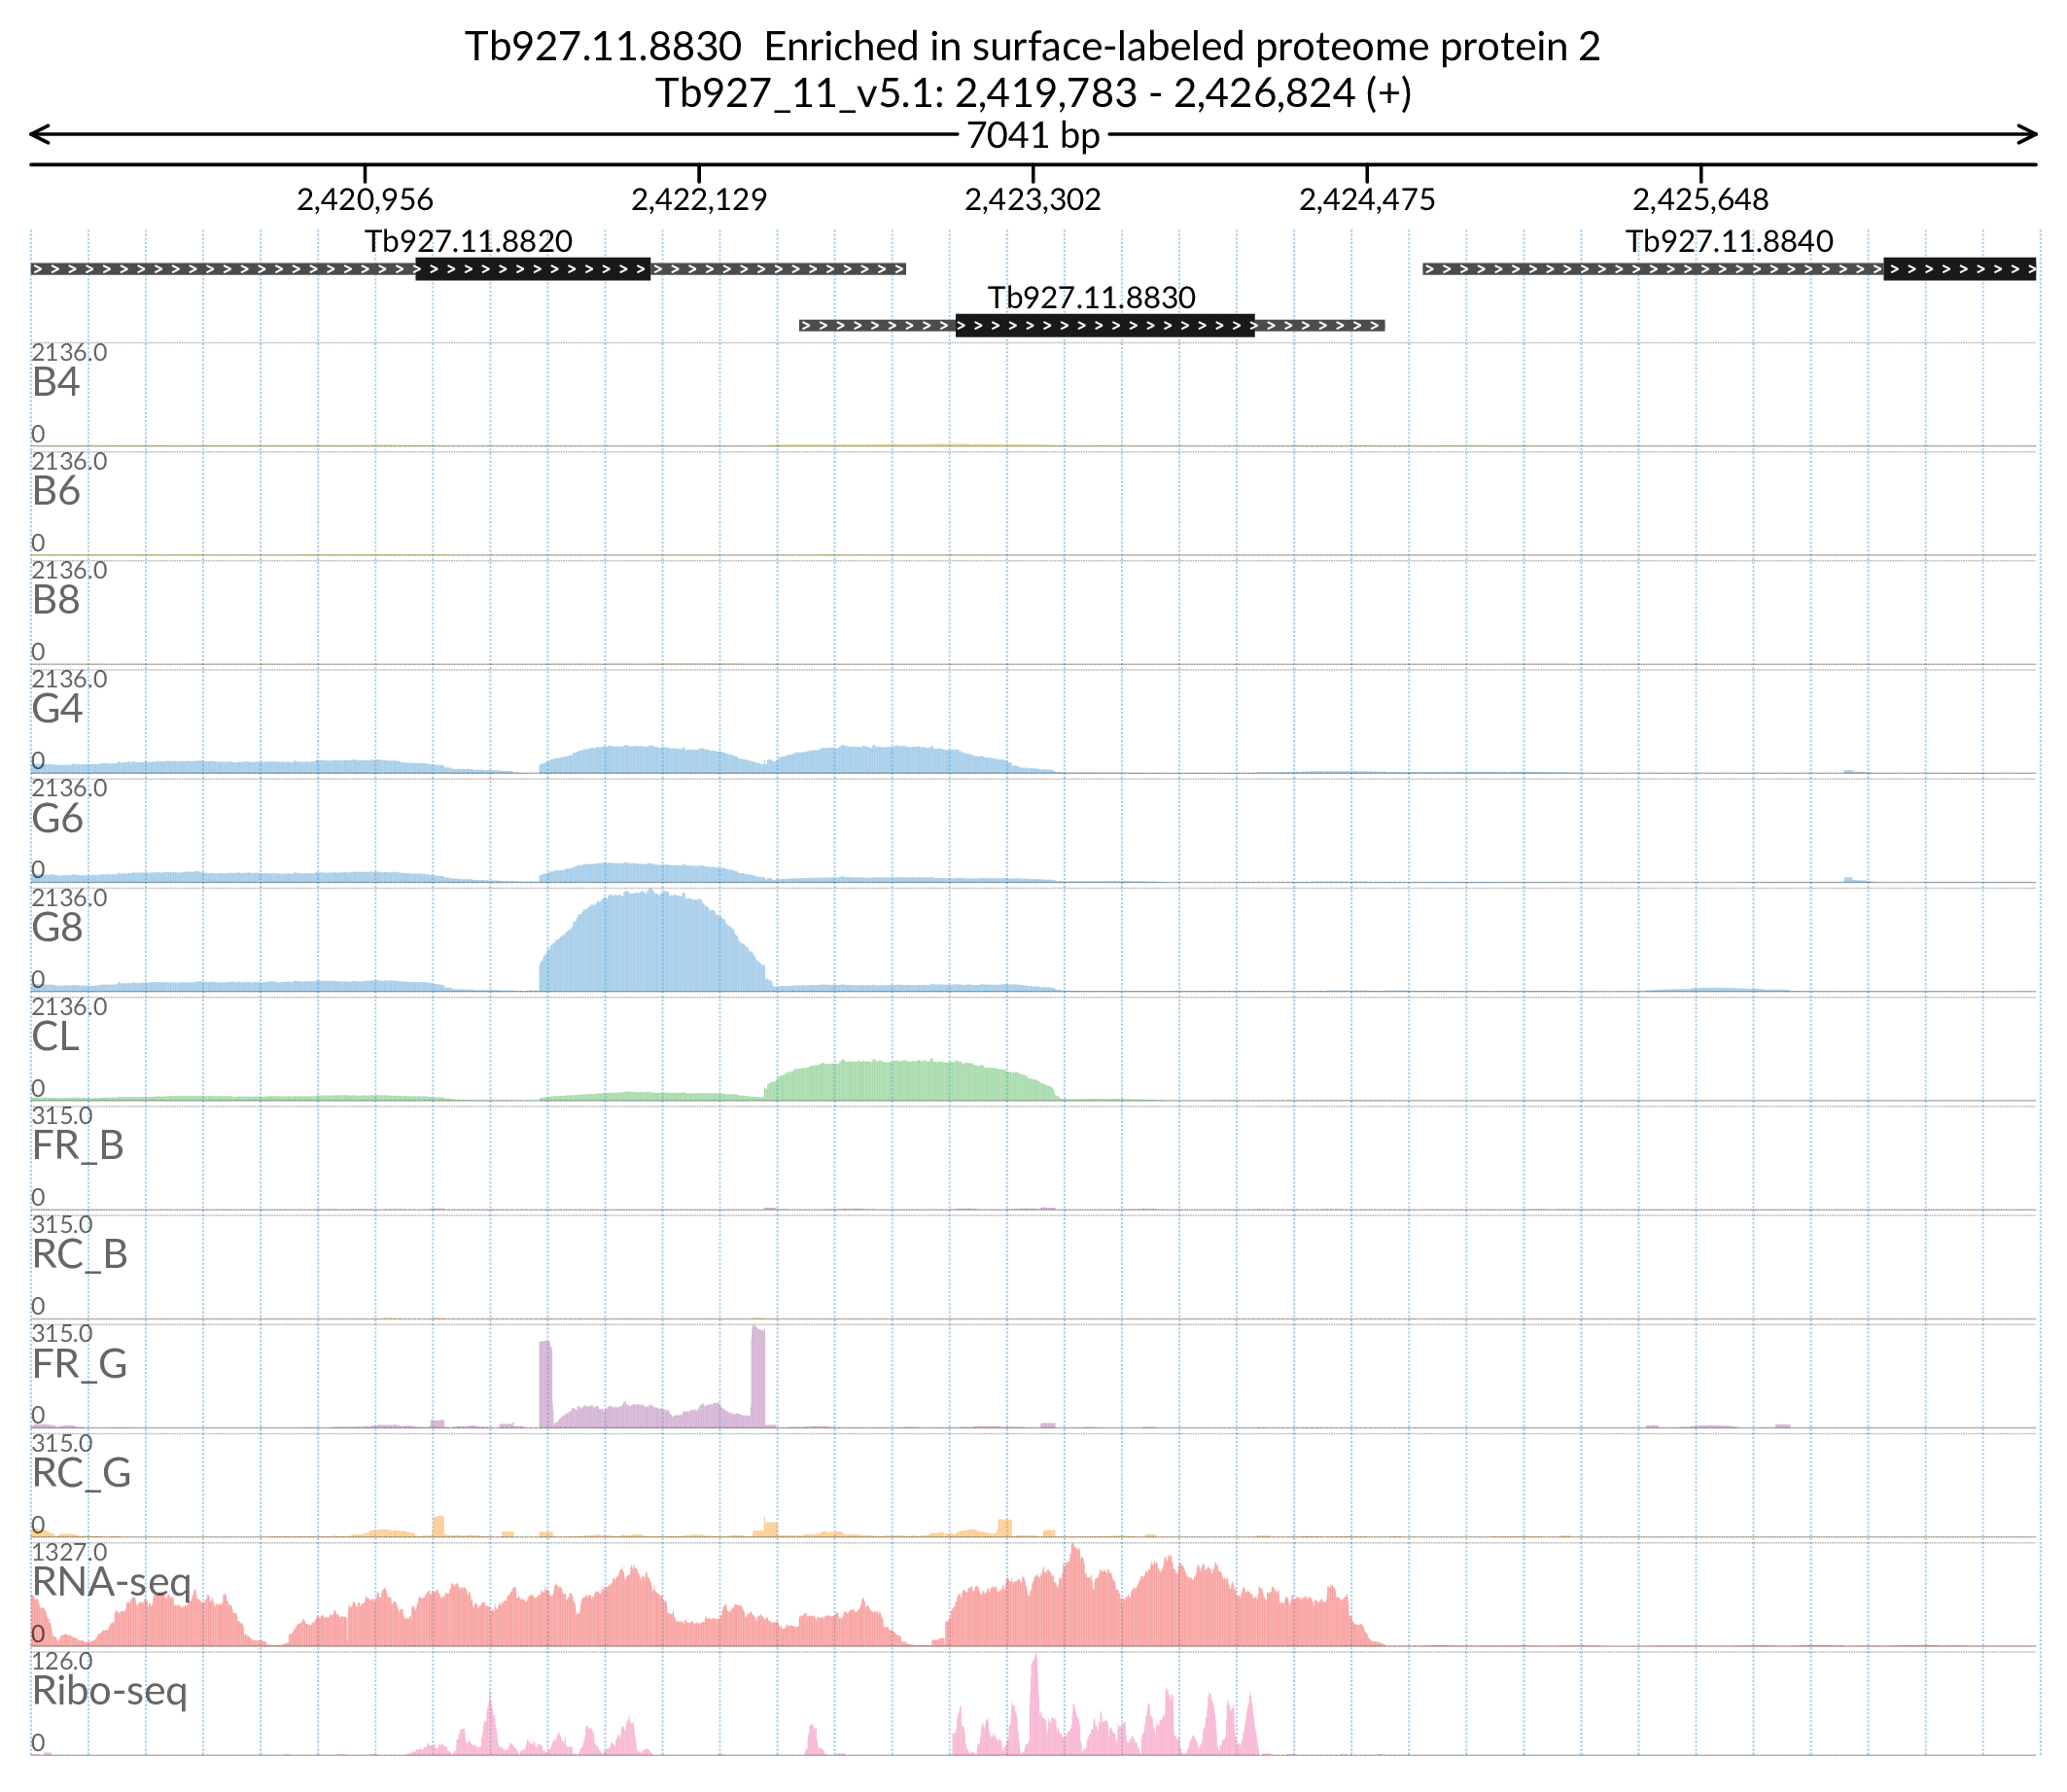 Tb927.11.8830  Enriched in surface-labeled proteome protein 2
Tb927_11_v5.1: 2,419,783 - 2,426,824 (+)
7041 bp
2,420,956 2,422,129 2,423,302 2,424,475 2,425,648
Tb927.11.8820 Tb927.11.8840
Tb927.11.8830
2136.0
B4
0
2136.0
B6
0
2136.0
B8
0
2136.0
G4
0
2136.0
G6
0
2136.0
G8
0
2136.0
CL
0
315.0
FR_B
0
315.0
RC_B
0
315.0
FR_G
0
315.0
RC_G
0
1327.0
RNA-seq
0
126.0
Ribo-seq
0